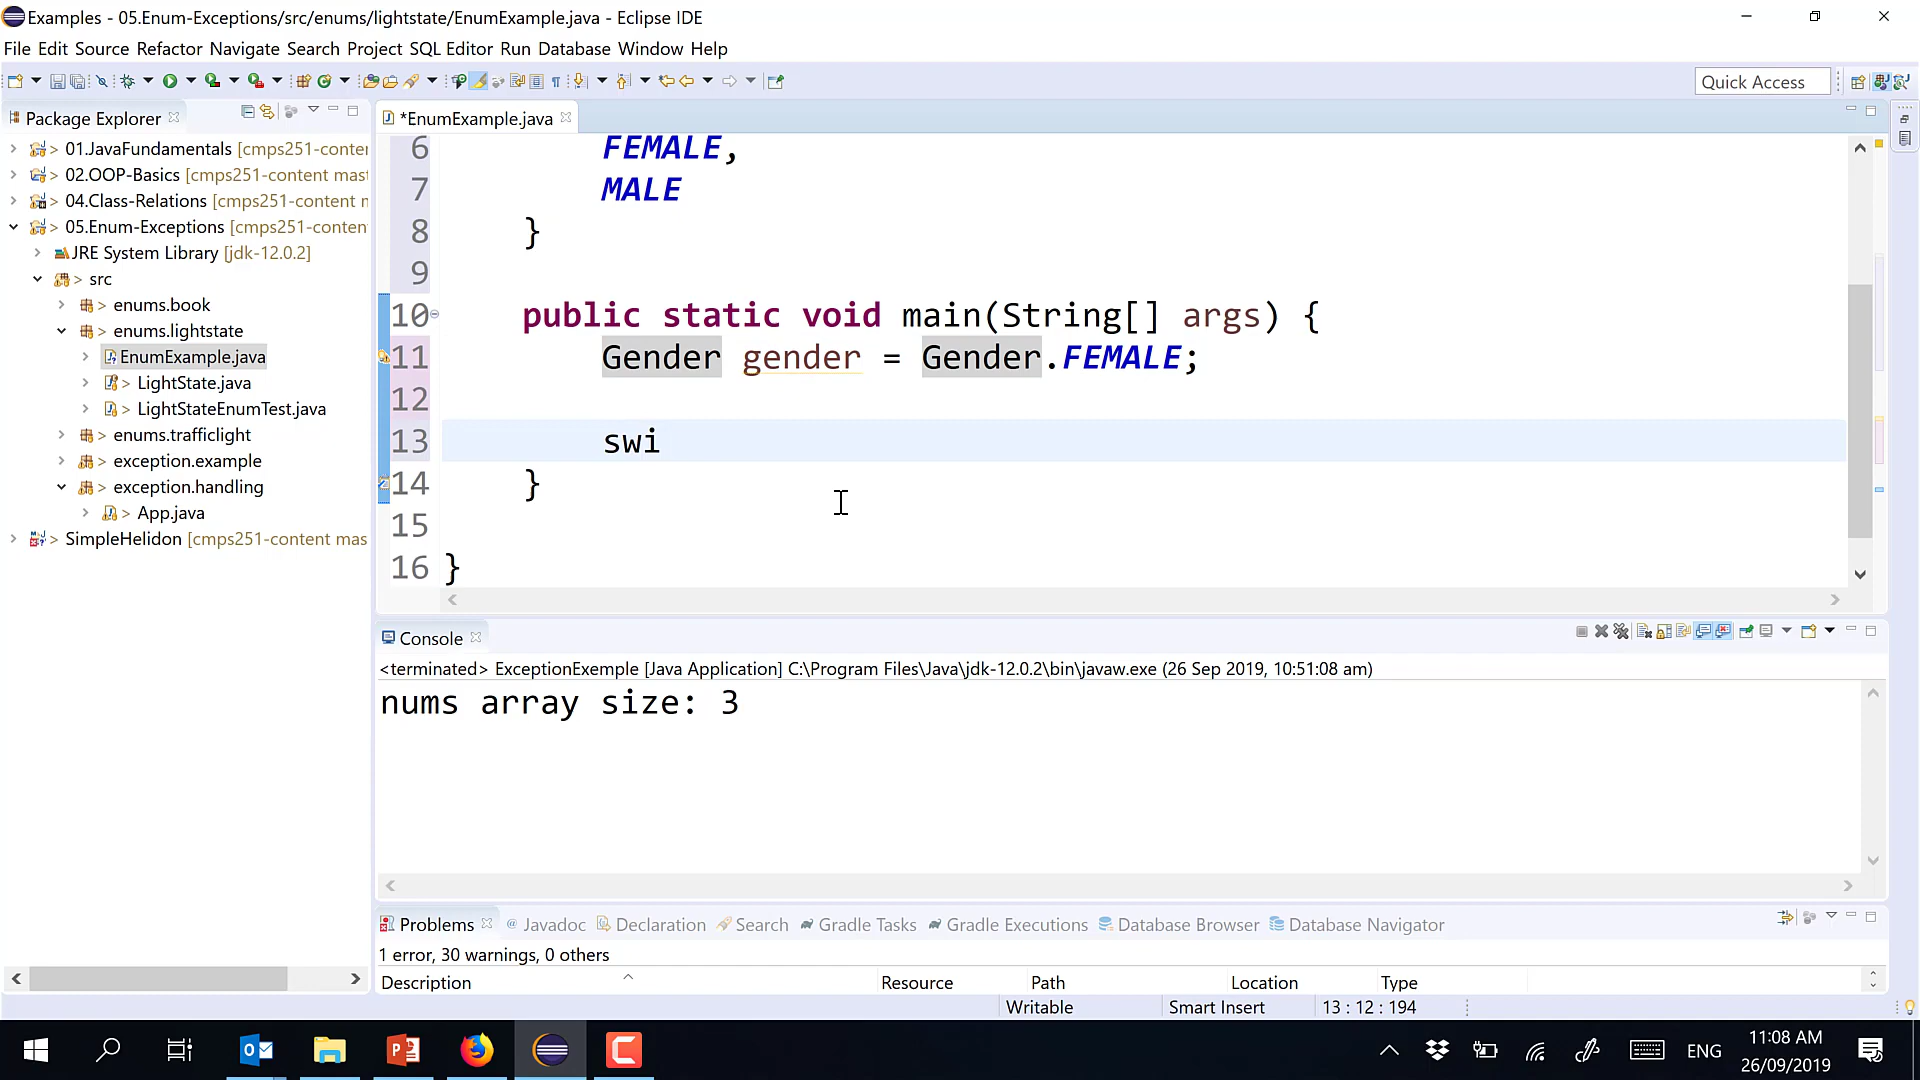 Examples - 05.Enum-Exceptions/src/enums/lightstate/EnumExample.java - Eclipse IDE
File Edit Source Refactor Navigate Search Project SQL Editor Run Database Window Help
Quick Access
Package Explorer
*EnumExample.java
> 01.JavaFundamentals [cmps251-conter
> 02.OOP-Basics [cmps251-content mast
> 04.Class-Relations [cmps251-content n
> 05.Enum-Exceptions [cmps251-conten
JRE System Library [jdk-12.0.2]
> src
> enums.book
> enums.lightstate
EnumExample.java
> LightState.java
> LightStateEnumTest.java
> enums.trafficlight
> exception.example
> exception.handling
> App.java
> SimpleHelidon [cmps251-content mas
6 FEMALE,
7 MALE
8 }
9
10 public static void main(String[] args) {
11 Gender gender = Gender.FEMALE;
12
13 swi
14 }
15
16 }
Console
<terminated> ExceptionExemple [Java Application] C:\Program Files\Java\jdk-12.0.2\bin\javaw.exe (26 Sep 2019, 10:51:08 am)
nums array size: 3
Problems @ Javadoc Declaration Search Gradle Tasks Gradle Executions Database Browser Database Navigator
1 error, 30 warnings, 0 others
Description Resource Path Location Type
Writable Smart Insert 13 : 12 : 194
ENG
11:08 AM
26/09/2019